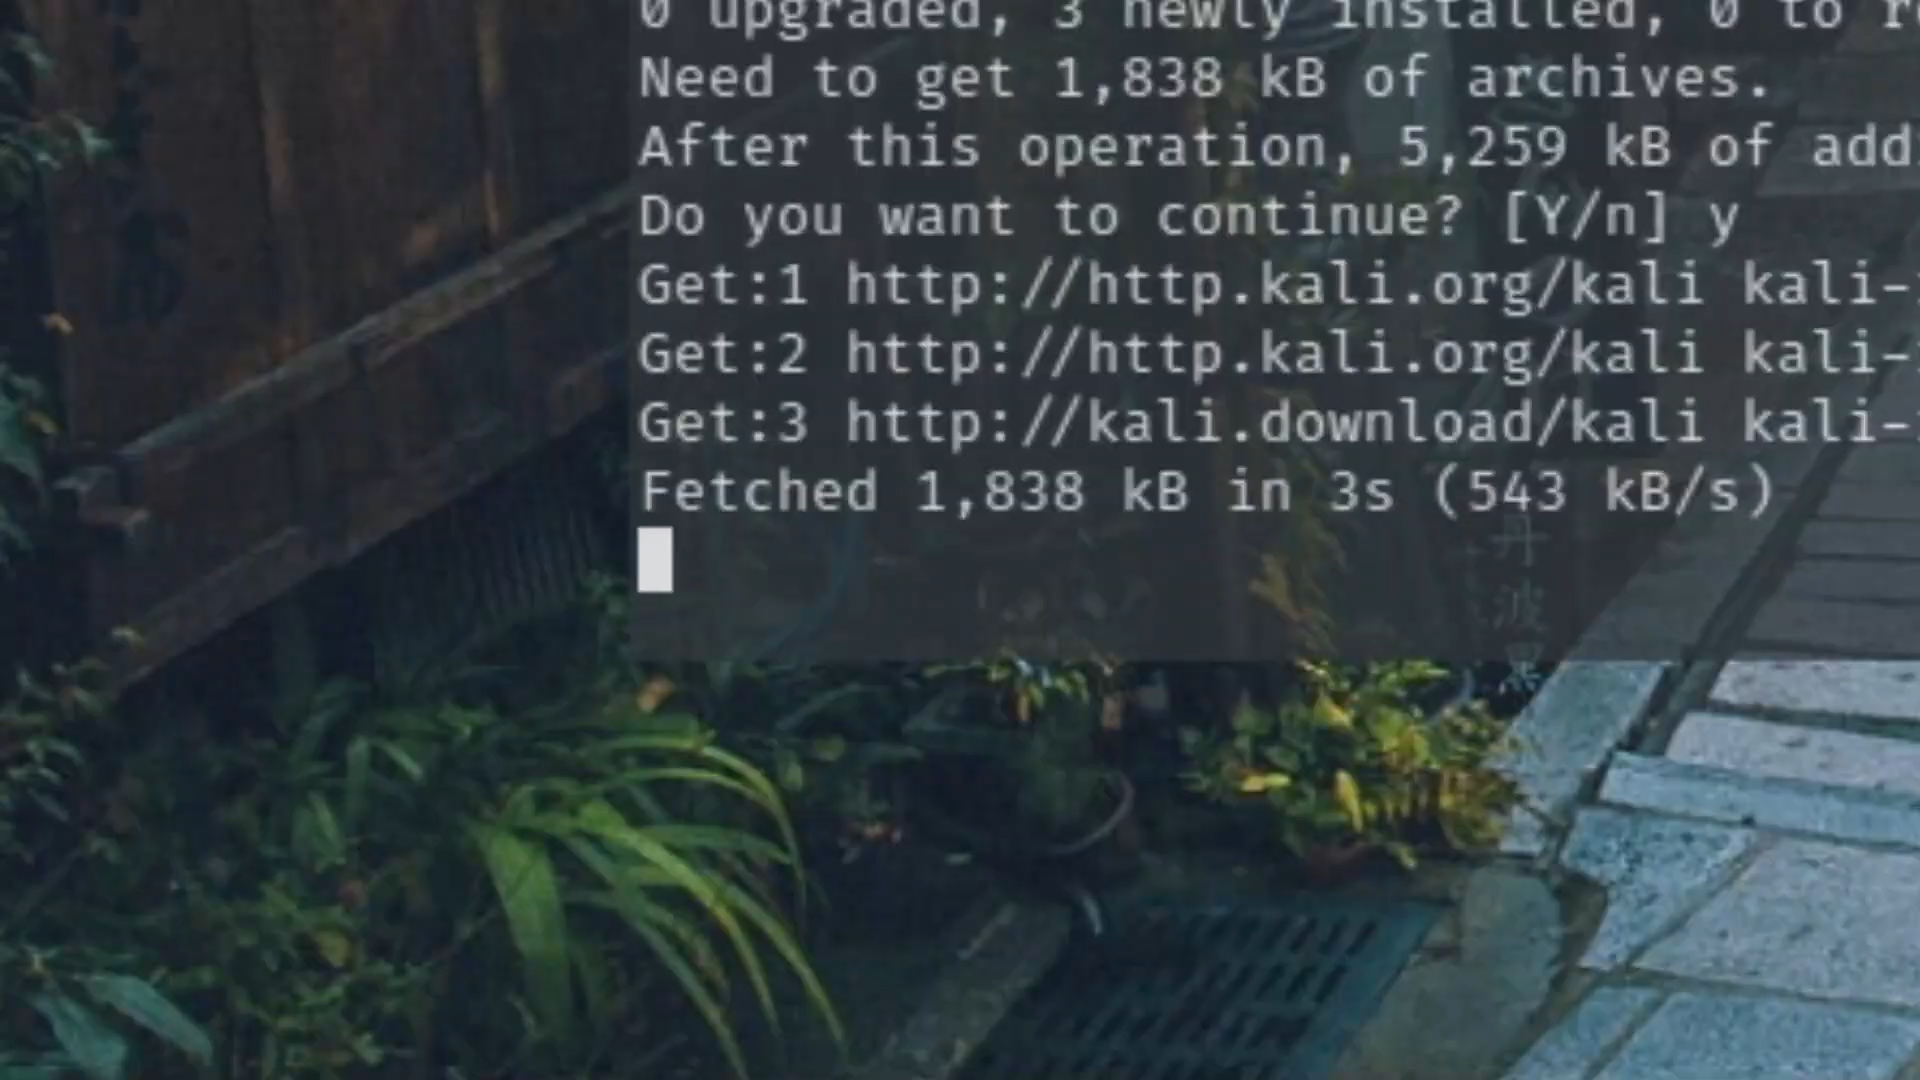 0 upgraded, 3 newly installed, 0 to
Need to get 1,838 kB of archives.
After this operation, 5,259 kB of add
Do you want to continue? [Y/n] y
Get:1 http://http.kali.org/kali kali-
Get:2 http://http.kali.org/kali kali-
Get:3 http://kali.download/kali kali-
Fetched 1,838 kB in 3s (543 kB/s)
丹
波